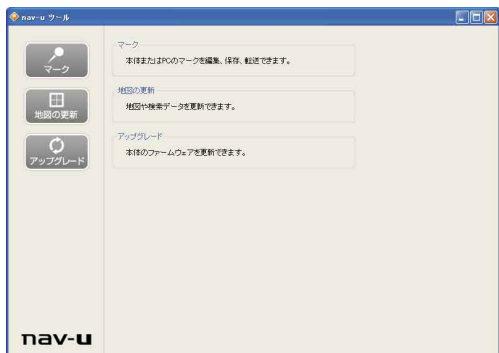 nav-u ツール
マーク
マーク
本体またはPCのマークを編集、保存、転送できます。
地図の更新
地図の更新
地図や検索データを更新できます。
アップグレード
アップグレード
本体のファームウェアを更新できます。
nav-u